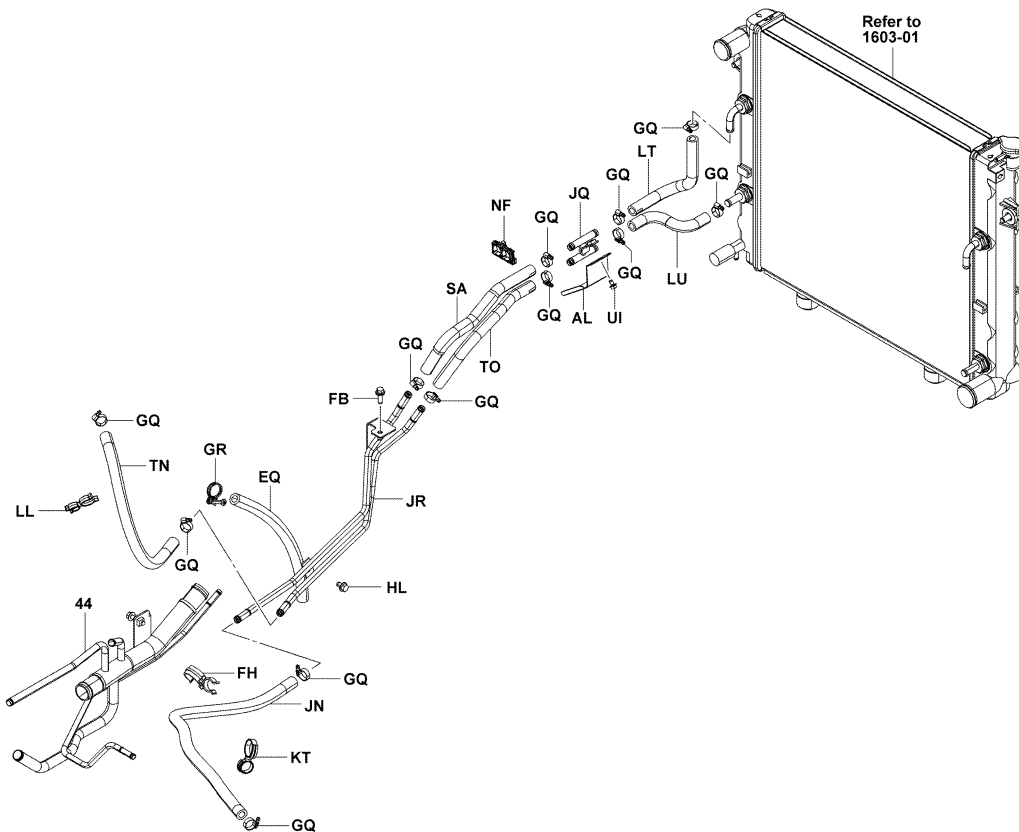 Refer to
1603-01
GQ
LT
GQ
GQ
JQ
NF
GQ
GQ
LU
SA
GQ
AL
UI
GQ
TO
FB
GQ
GQ
TN
GR
EQ
LL
JR
GQ
HL
44
FH
GQ
JN
KT
GQ